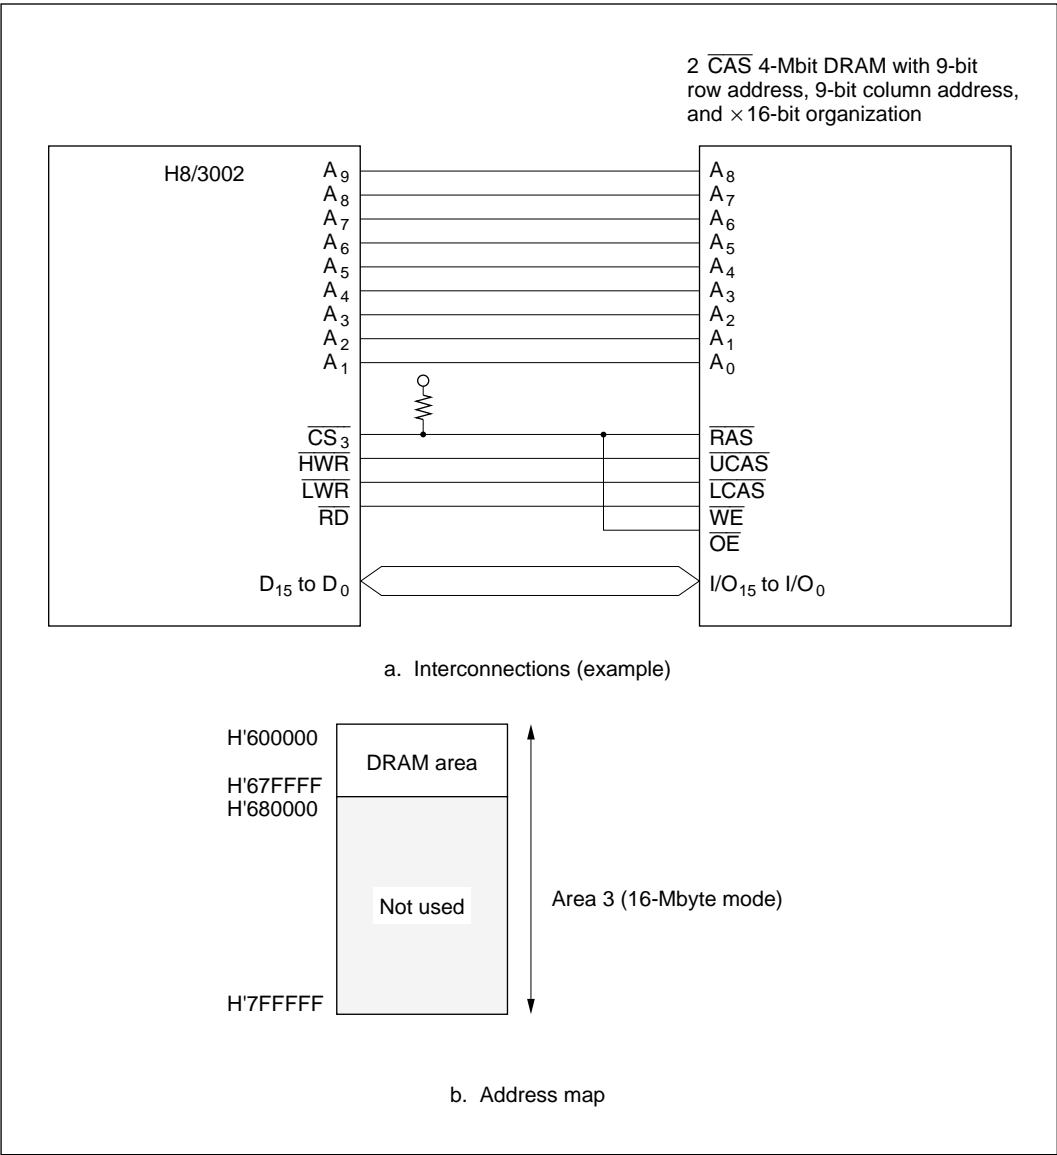 2 CAS 4-Mbit DRAM with 9-bit
row address, 9-bit column address,
and ×16-bit organization
H8/3002
A9
A8
A8
A7
A7
A6
A6
A5
A5
A4
A4
A3
A3
A2
A2
A1
A1
A0
CS3
RAS
HWR
UCAS
LWR
LCAS
RD
WE
OE
D15 to D0
I/O15 to I/O0
a. Interconnections (example)
H'600000
DRAM area
H'67FFFF
H'680000
Not used
Area 3 (16-Mbyte mode)
H'7FFFFF
b. Address map